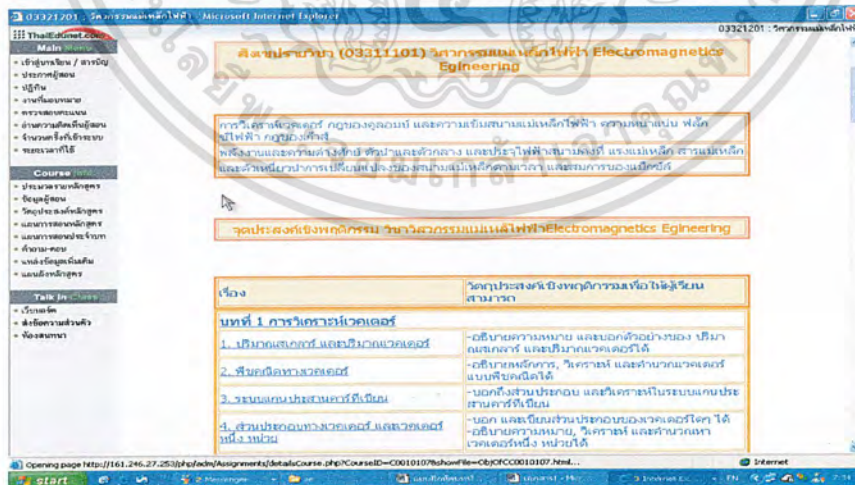 03321201 : วิศวกรรมแม่เหล็กไฟฟ้า - Microsoft Internet Explorer
ThaiEdunet.com
03321201 : วิศวกรรมแม่เหล็กไฟฟ้า
Main Menu
เข้าสู่บทเรียน / สารบัญ
ประกาศผู้สอน
ปฏิทิน
งานที่มอบหมาย
ตรวจสอบคะแนน
อ่านความคิดเห็นผู้สอน
จำนวนครั้งที่เข้าระบบ
ระยะเวลาที่ใช้
Course Info
ประมวลรายหลักสูตร
ข้อมูลผู้สอน
วัตถุประสงค์หลักสูตร
แผนการสอนหลักสูตร
แผนการสอนประจำบท
คำถาม-ตอบ
แหล่งข้อมูลเพิ่มเติม
แผนผังหลักสูตร
Talk in Class
เว็บบอร์ด
ส่งข้อความส่วนตัว
ห้องสนทนา
สังเขปรายวิชา (03311101) วิศวกรรมแม่เหล็กไฟฟ้า Electromagnetics
Egineering
การวิเคราะห์เวคเตอร์ กฎของคูลอมบ์ และความเข้มสนามแม่เหล็กไฟฟ้า ความหนาแน่น ฟลัก
ซ์ไฟฟ้า กฎของเก๊าส์
พลังงานและความต่างศักย์ ตัวนำและตัวกลาง และประจุไฟฟ้าสนามคงที่ แรงแม่เหล็ก สารแม่เหล็ก
และตัวเหนี่ยวนำการเปลี่ยนแปลงของสนามแม่เหล็กตามเวลา และสมการของแม็กซ์เวล
จุดประสงค์เชิงพฤติกรรม วิชาวิศวกรรมแม่เหล็กไฟฟ้าElectromagnetics Egineering
เรื่อง
วัตถุประสงค์เชิงพฤติกรรมเพื่อให้ผู้เรียน
สามารถ
บทที่ 1 การวิเคราะห์เวคเตอร์
1. ปริมาณสเกลาร์ และปริมาณเวคเตอร์
-อธิบายความหมาย และบอกตัวอย่างของ ปริมา
ณสเกลาร์ และปริมาณเวคเตอร์ได้
2. พีชคณิตทางเวคเตอร์
-อธิบายหลักการ, วิเคราะห์ และคำนวณเวคเตอร์
แบบพีชคณิตได้
3. ระบบแกนประสานคาร์ทีเซียน
-บอกถึงส่วนประกอบ และวิเคราะห์ในระบบแกนประ
สานคาร์ทีเซียน
4. ส่วนประกอบทางเวคเตอร์ และเวคเตอร์
หนึ่ง หน่วย
-บอก และเขียนส่วนประกอบของเวคเตอร์ใดๆ ได้
-อธิบายความหมาย, วิเคราะห์ และคำนวณหา
เวคเตอร์หนึ่ง หน่วยได้
Opening page http://161.246.27.253/php/adm/Assignments/detailsCourse.php?CourseID=C0010107&showFile=ObjOfCC0010107.html...
Internet
start
2 Messenger
3 Internet Ex...
EN
7:54